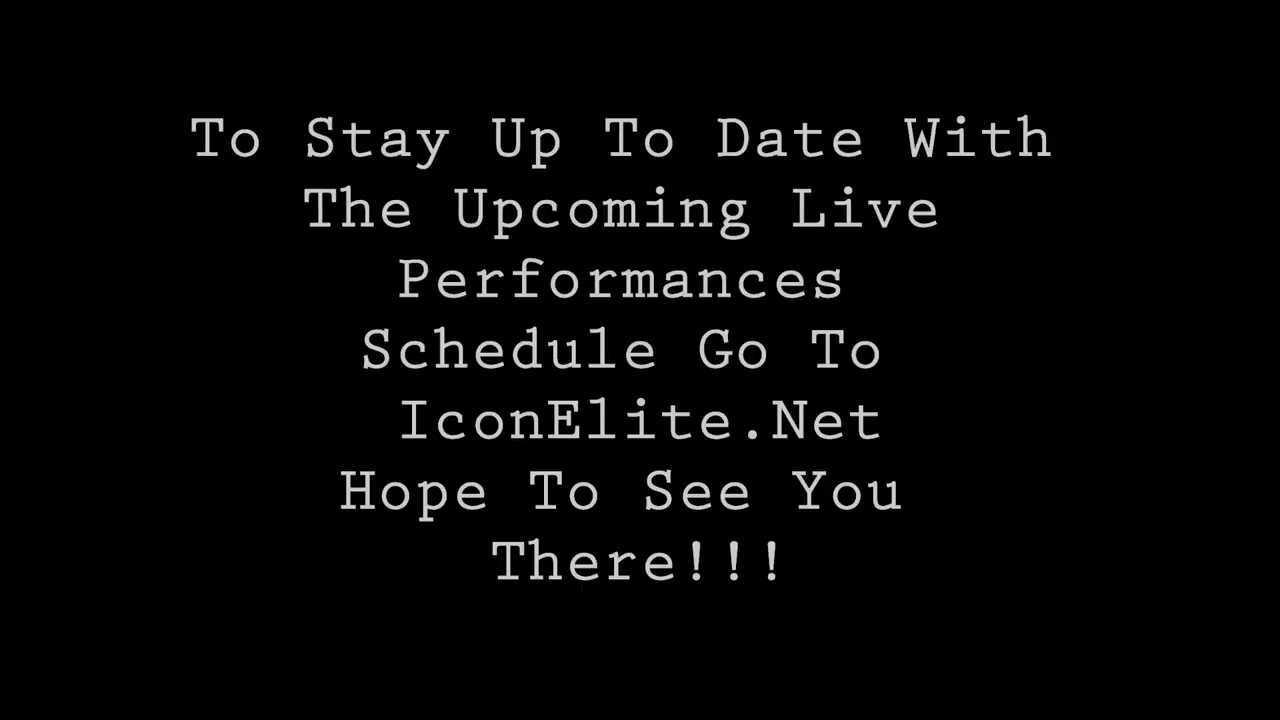 To Stay Up To Date With
The Upcoming Live
Performances
Schedule Go To
IconElite.Net
Hope To See You
There!!!